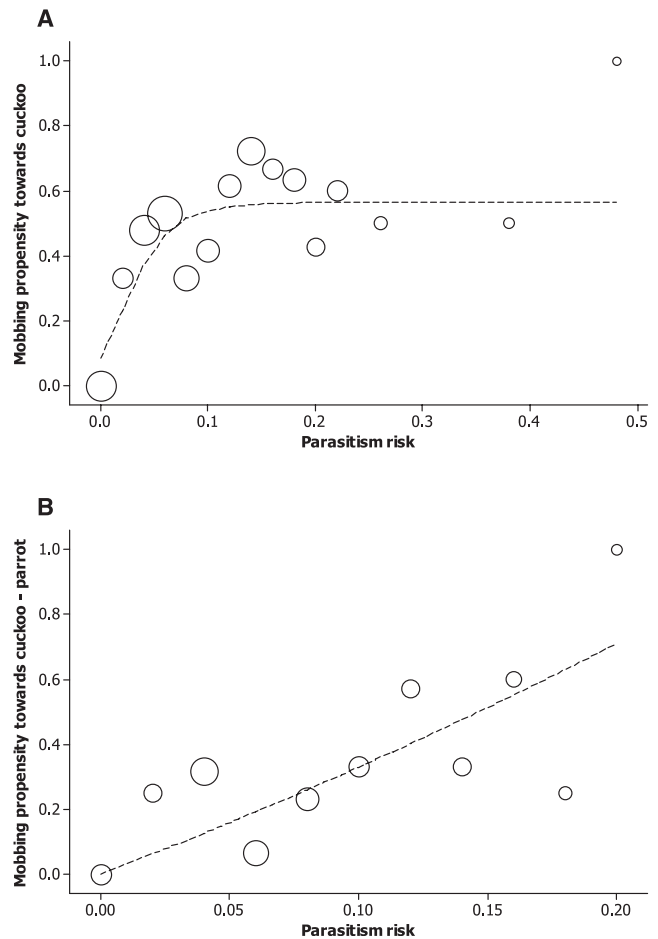 A
Mobbing propensity towards cuckoo
1.0
0.8
0.6
0.4
0.2
0.0
0.0 0.1 0.2 0.3 0.4 0.5
Parasitism risk
B
Mobbing propensity towards cuckoo - parrot
1.0
0.8
0.6
0.4
0.2
0.0
0.00 0.05 0.10 0.15 0.20
Parasitism risk